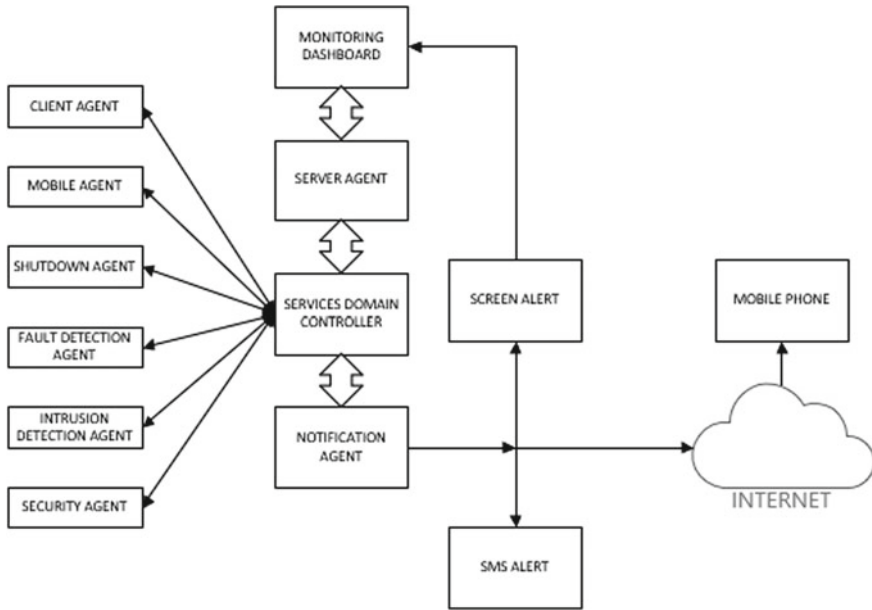 MONITORING
DASHBOARD
CLIENT AGENT
SERVER AGENT
MOBILE AGENT
SHUTDOWN AGENT
SERVICES DOMAIN
CONTROLLER
SCREEN ALERT
MOBILE PHONE
FAULT DETECTION
AGENT
INTRUSION
DETECTION AGENT
NOTIFICATION
AGENT
INTERNET
SECURITY AGENT
SMS ALERT